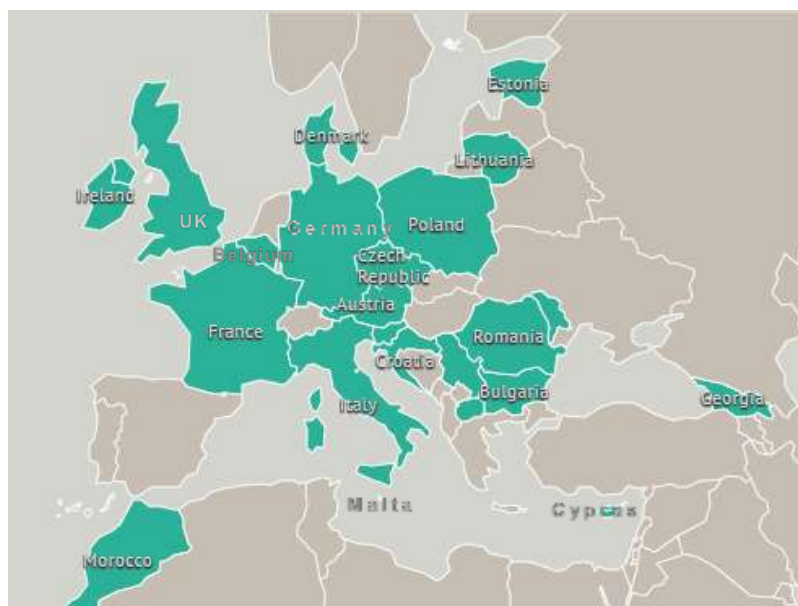 Estonia
Denmark
Lithuania
Ireland
UK
Germany
Poland
Belgium
Czech
Republic
Austria
France
Romania
Croatia
Bulgaria
Georgia
Italy
Malta
Cyprus
Morocco